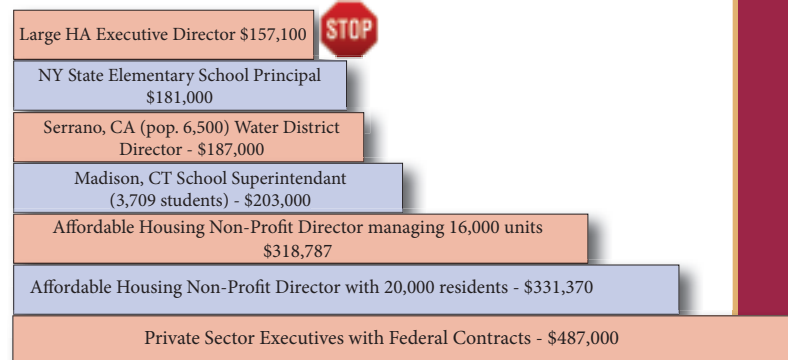 Large HA Executive Director $157,100
STOP
NY State Elementary School Principal
$181,000
Serrano, CA (pop. 6,500) Water District
Director - $187,000
Madison, CT School Superintendant
(3,709 students) - $203,000
Affordable Housing Non-Profit Director managing 16,000 units
$318,787
Affordable Housing Non-Profit Director with 20,000 residents - $331,370
Private Sector Executives with Federal Contracts - $487,000